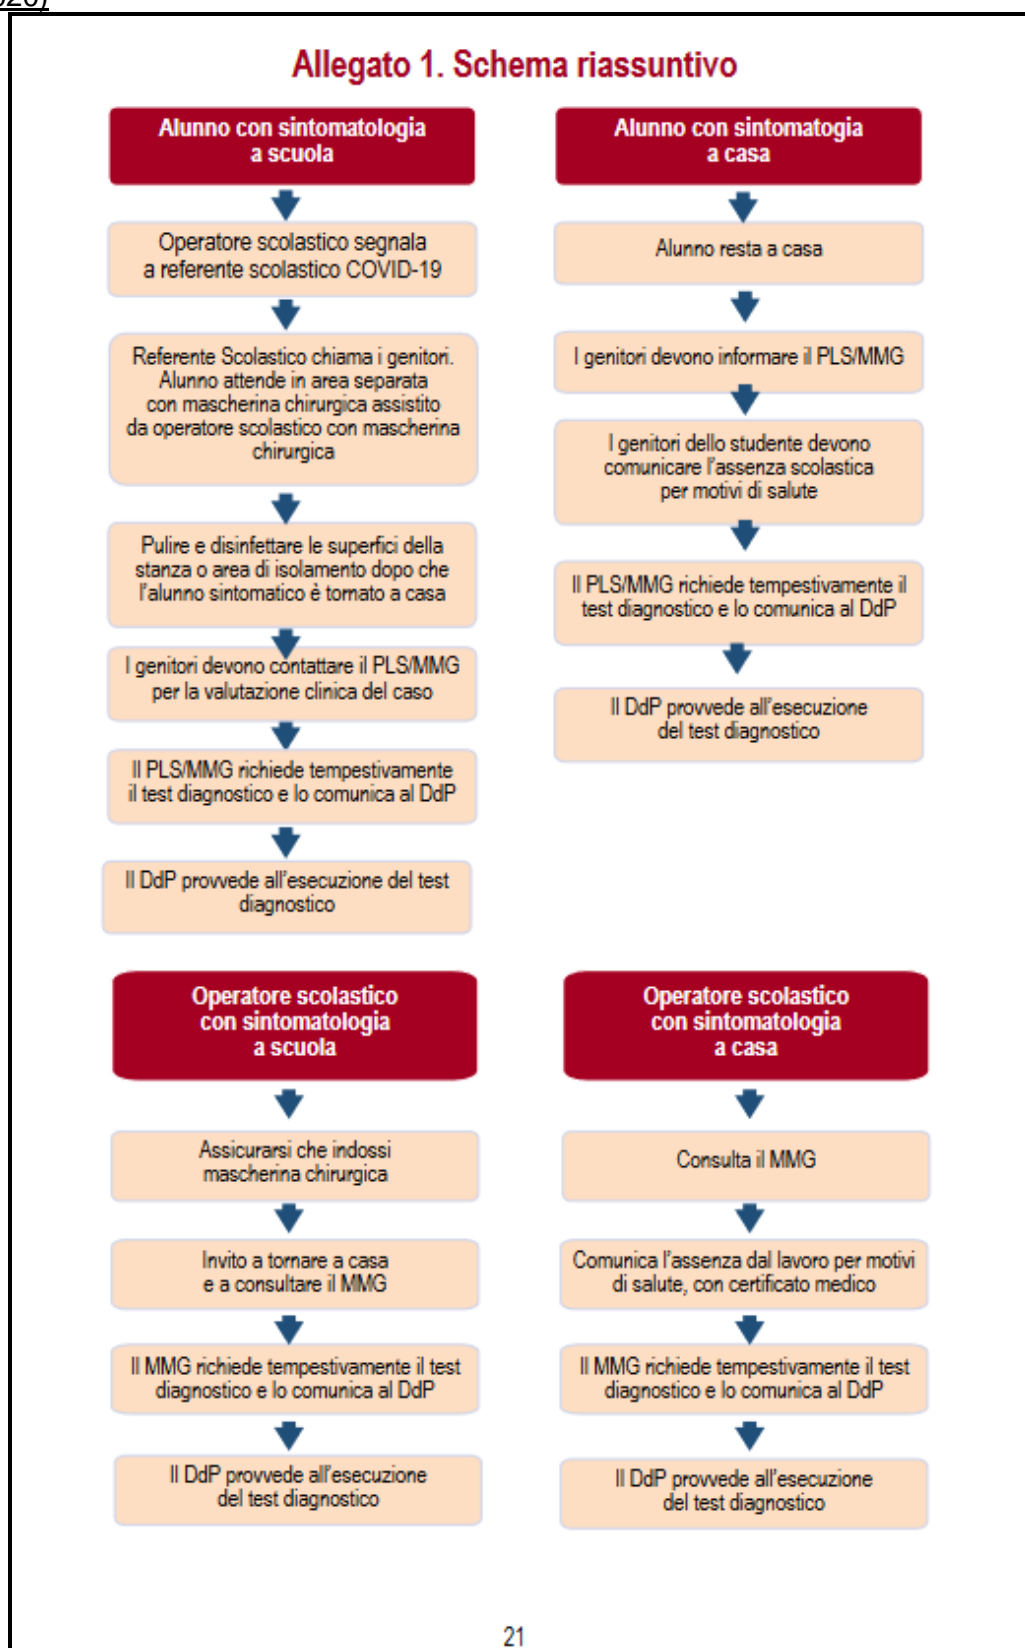 020)
Allegato 1. Schema riassuntivo
Alunno con sintomatologia
a scuola
Operatore scolastico segnala
a referente scolastico COVID-19
Referente Scolastico chiama i genitori.
Alunno attende in area separata
con mascherina chirurgica assistito
da operatore scolastico con mascherina
chirurgica
Pulire e disinfettare le superfici della
stanza o area di isolamento dopo che
l'alunno sintomatico è tornato a casa
I genitori devono contattare il PLS/MMG
per la valutazione clinica del caso
Il PLS/MMG richiede tempestivamente
il test diagnostico e lo comunica al DdP
Il DdP provvede all'esecuzione del test
diagnostico
Alunno con sintomatogia
a casa
Alunno resta a casa
I genitori devono informare il PLS/MMG
I genitori dello studente devono
comunicare l'assenza scolastica
per motivi di salute
Il PLS/MMG richiede tempestivamente il
test diagnostico e lo comunica al DdP
Il DdP provvede all'esecuzione
del test diagnostico
Operatore scolastico
con sintomatologia
a scuola
Assicurarsi che indossi
mascherina chirurgica
Invito a tornare a casa
e a consultare il MMG
Il MMG richiede tempestivamente il test
diagnostico e lo comunica al DdP
Il DdP provvede all'esecuzione
del test diagnostico
Operatore scolastico
con sintomatologia
a casa
Consulta il MMG
Comunica l'assenza dal lavoro per motivi
di salute, con certificato medico
Il MMG richiede tempestivamente il test
diagnostico e lo comunica al DdP
Il DdP provvede all'esecuzione
del test diagnostico
21